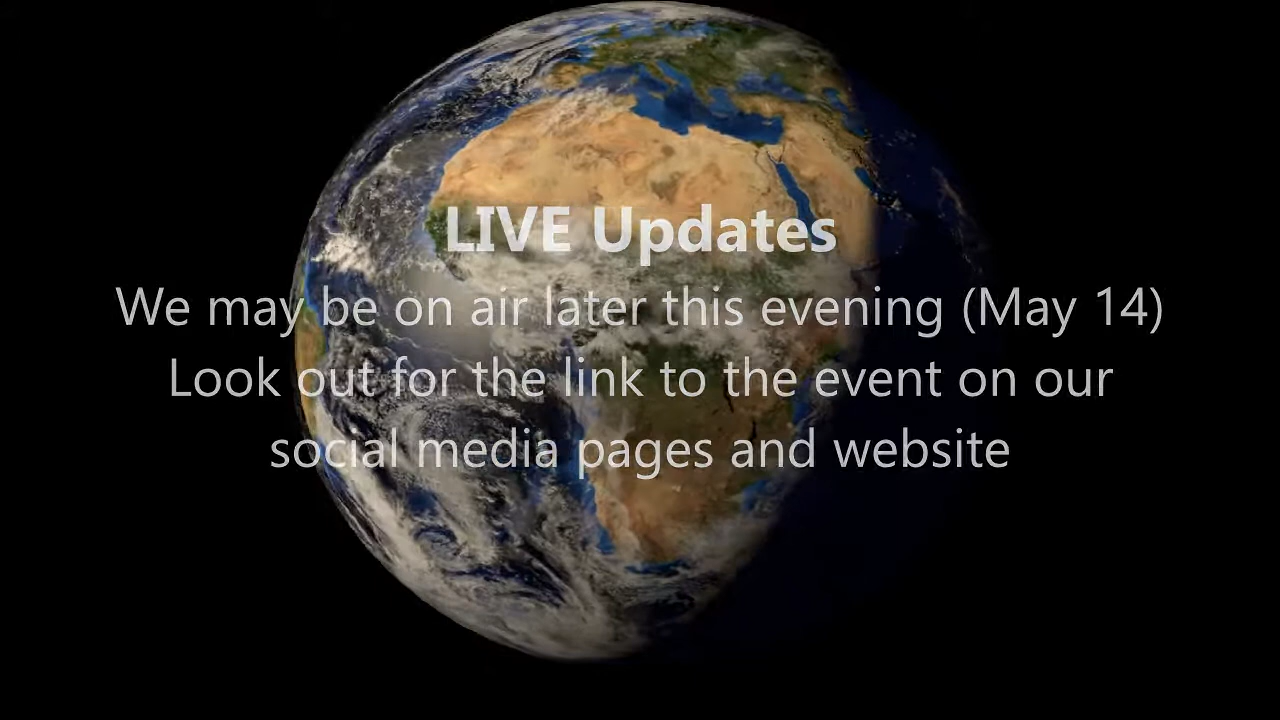 LIVE Updates
We may be on air later this evening (May 14)
Look out for the link to the event on our
social media pages and website